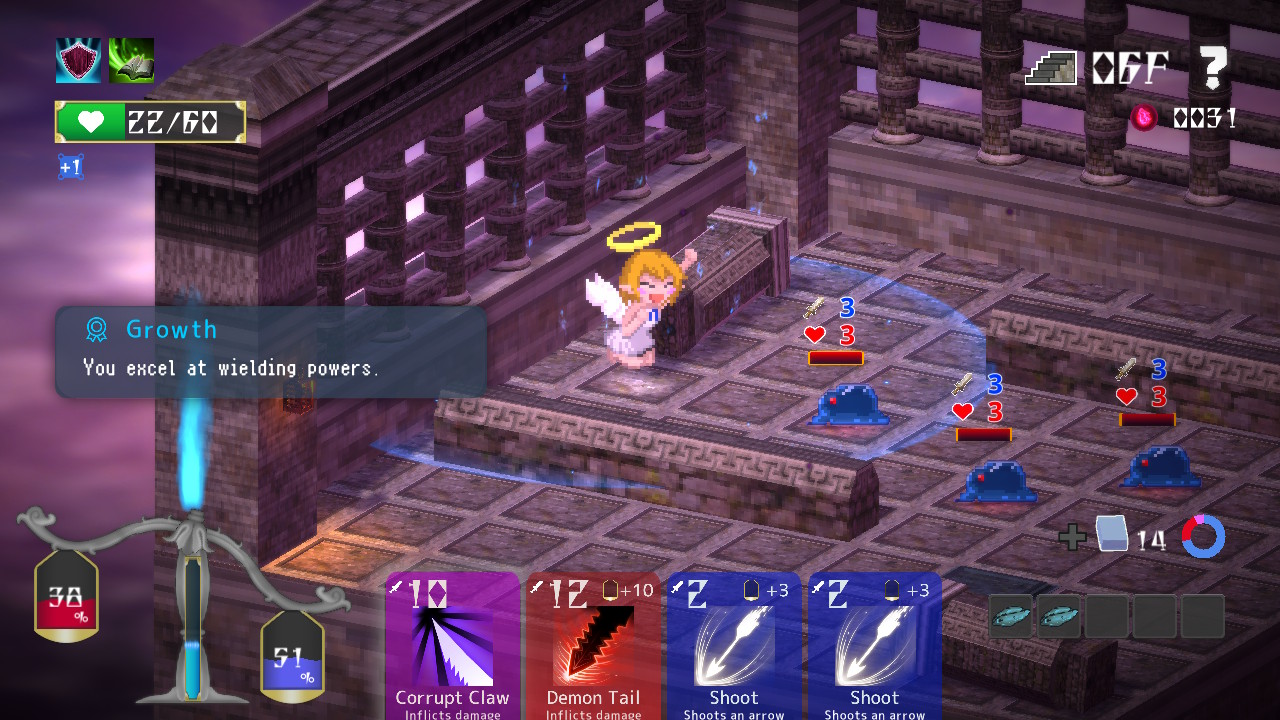 06F ?
22/60
0031
+1
Growth
You excel at wielding powers.
3
3
3
3
3
3
14
38
%
51
%
10
12 +10
2 +3
2 +3
Corrupt Claw
Inflicts damage
Demon Tail
Inflicts damage
Shoot
Shoots an arrow
Shoot
Shoots an arrow